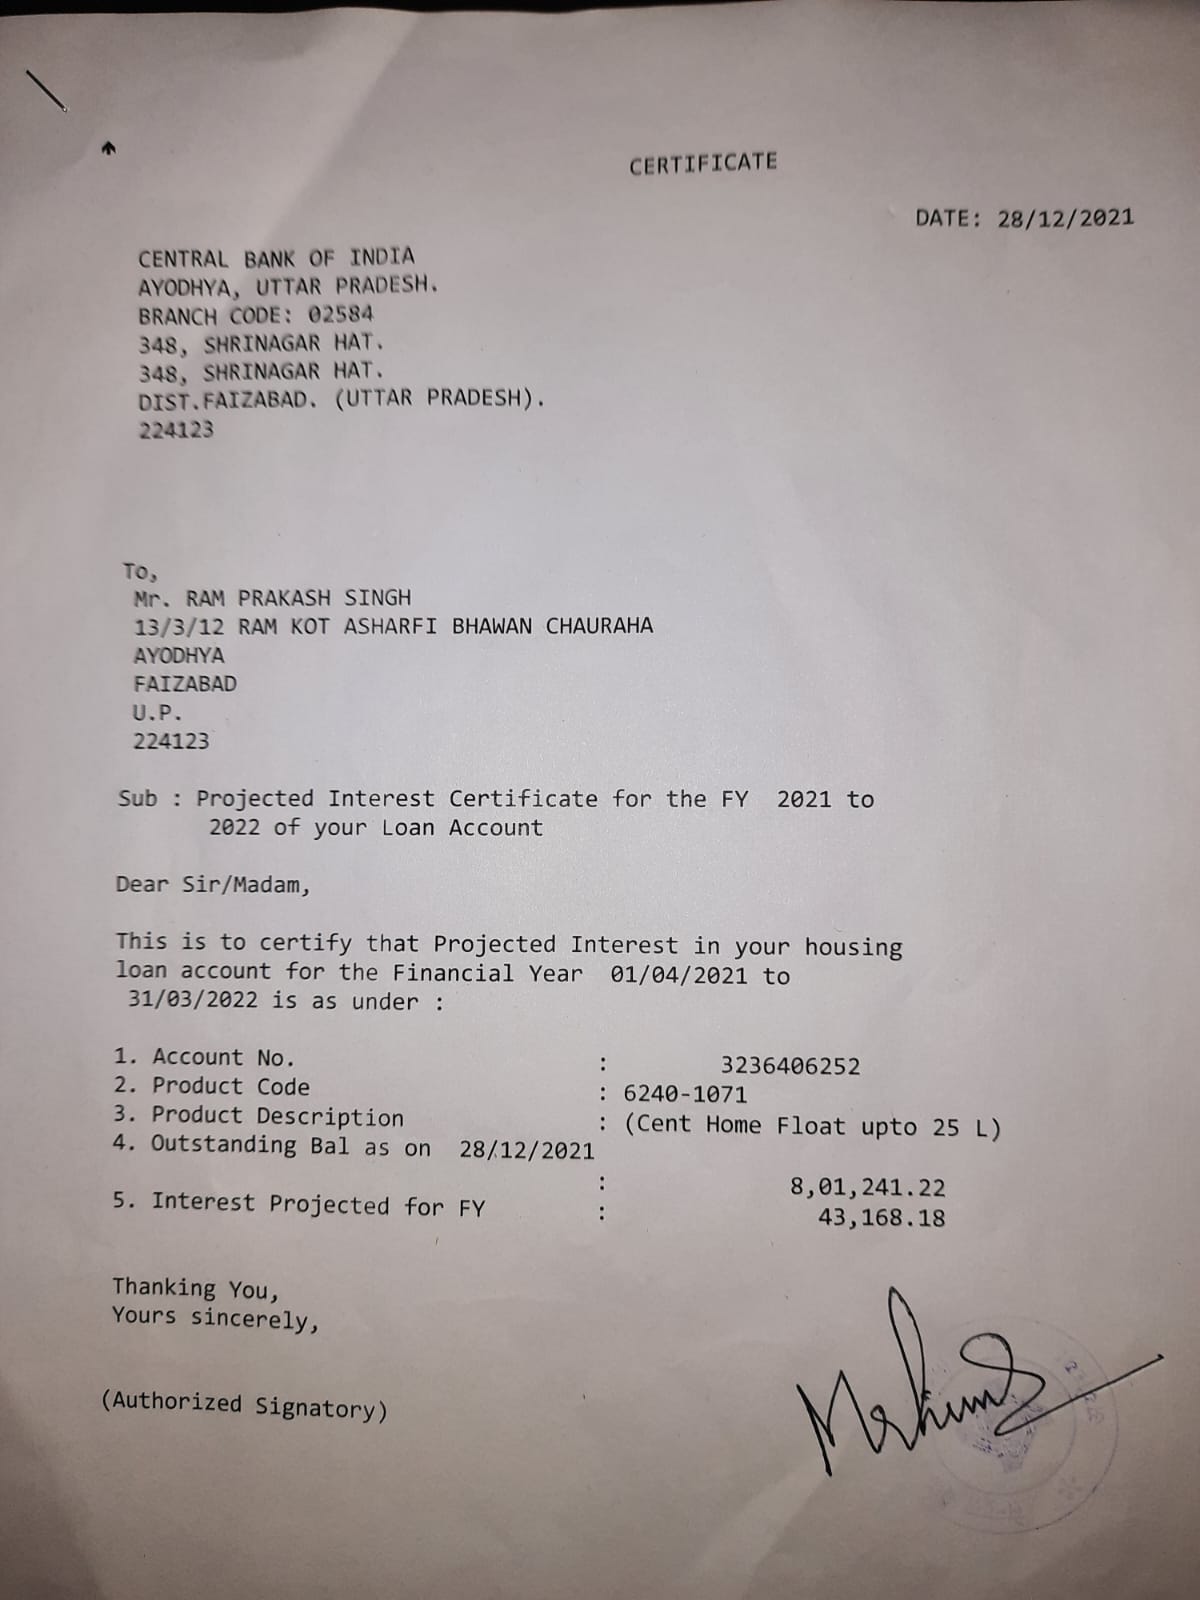 CERTIFICATE
DATE: 28/12/2021
CENTRAL BANK OF INDIA
AYODHYA, UTTAR PRADESH.
BRANCH CODE: 02584
348, SHRINAGAR HAT.
348, SHRINAGAR HAT.
DIST.FAIZABAD. (UTTAR PRADESH).
224123
To,
Mr. RAM PRAKASH SINGH
13/3/12 RAM KOT ASHARFI BHAWAN CHAURAHA
AYODHYA
FAIZABAD
U.P.
224123
Sub : Projected Interest Certificate for the FY 2021 to
2022 of your Loan Account
Dear Sir/Madam,
This is to certify that Projected Interest in your housing
loan account for the Financial Year 01/04/2021 to
31/03/2022 is as under :
1. Account No. : 3236406252
2. Product Code : 6240-1071
3. Product Description : (Cent Home Float upto 25 L)
4. Outstanding Bal as on 28/12/2021
: 8,01,241.22
5. Interest Projected for FY : 43,168.18
Thanking You,
Yours sincerely,
(Authorized Signatory)